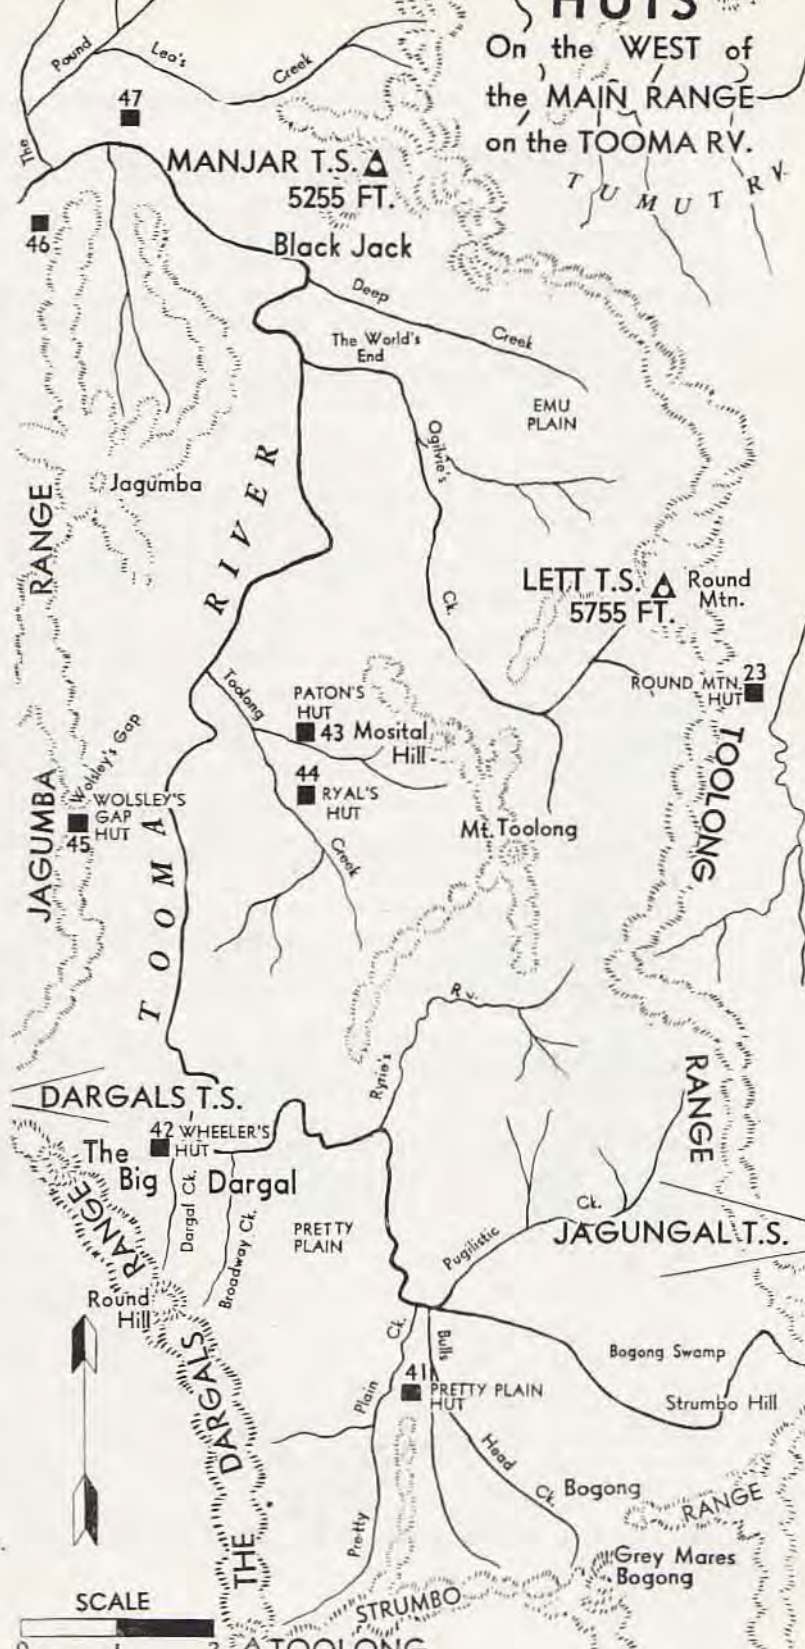 HUTS
On the WEST of
the MAIN RANGE
on the TOOMA RV.
TUMUT RV.
The
Pound
Leo's
Creek
47
MANJAR T.S.
5255 FT.
46
Black Jack
Deep
Creek
The World's
End
EMU
PLAIN
Ogilvie's
Ck.
Jagumba
JAGUMBA RANGE
TOOMA RIVER
LETT T.S.
5755 FT.
Round
Mtn.
23
ROUND MTN.
HUT
TOOLONG RANGE
Toolong
Creek
PATON'S
HUT
43
Mosital
Hill
44
RYAL'S
HUT
Wolsley's Gap
WOLSLEY'S
GAP
HUT
45
Mt. Toolong
Ryrie's
Rv.
DARGALS T.S.
42 WHEELER'S
HUT
The
Big Dargal
Dargal Ck.
Broadway Ck.
PRETTY
PLAIN
Pugilistic
Ck.
JAGUNGAL T.S.
Round
Hill
THE DARGALS RANGE
Pretty
Plain
Ck.
Bulls
Head
Ck.
41
PRETTY PLAIN
HUT
Bogong Swamp
Strumbo Hill
Bogong
Grey Mares
Bogong
STRUMBO
RANGE
SCALE
0 1 2
TOOLONG